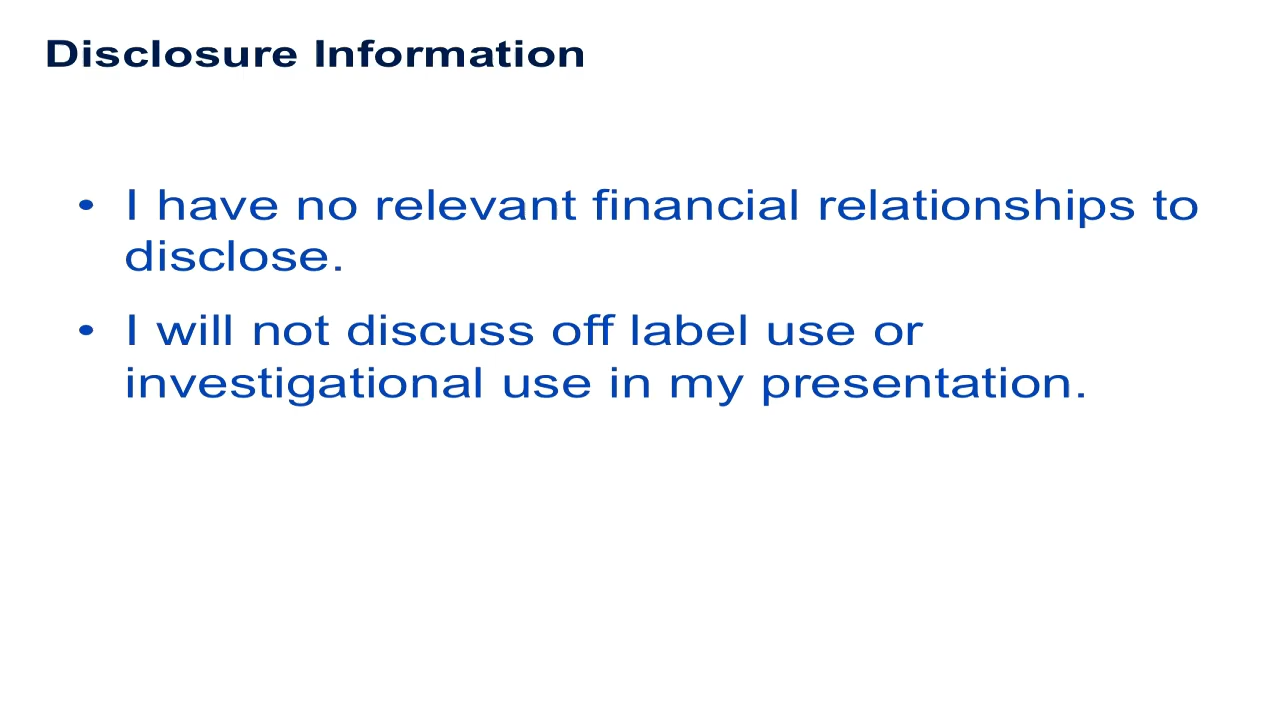 Disclosure Information
• I have no relevant financial relationships to
disclose.
• I will not discuss off label use or
investigational use in my presentation.